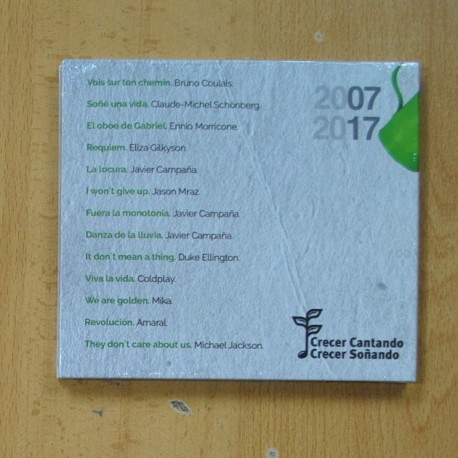 Vois sur ton chemin. Bruno Coulais.
Soñé una vida. Claude-Michel Schönberg.
El oboe de Gabriel. Ennio Morricone.
Requiem. Eliza Gilkyson.
La locura. Javier Campaña.
I won't give up. Jason Mraz.
Fuera la monotonía. Javier Campaña.
Danza de la lluvia. Javier Campaña.
It don't mean a thing. Duke Ellington.
Viva la vida. Coldplay.
We are golden. Mika.
Revolución. Amaral.
They don't care about us. Michael Jackson.
2007
2017
Crecer Cantando
Crecer Soñando